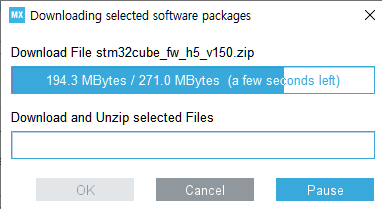 MX Downloading selected software packages
Download File stm32cube_fw_h5_v150.zip
194.3 MBytes / 271.0 MBytes (a few seconds left)
Download and Unzip selected Files
OK Cancel Pause